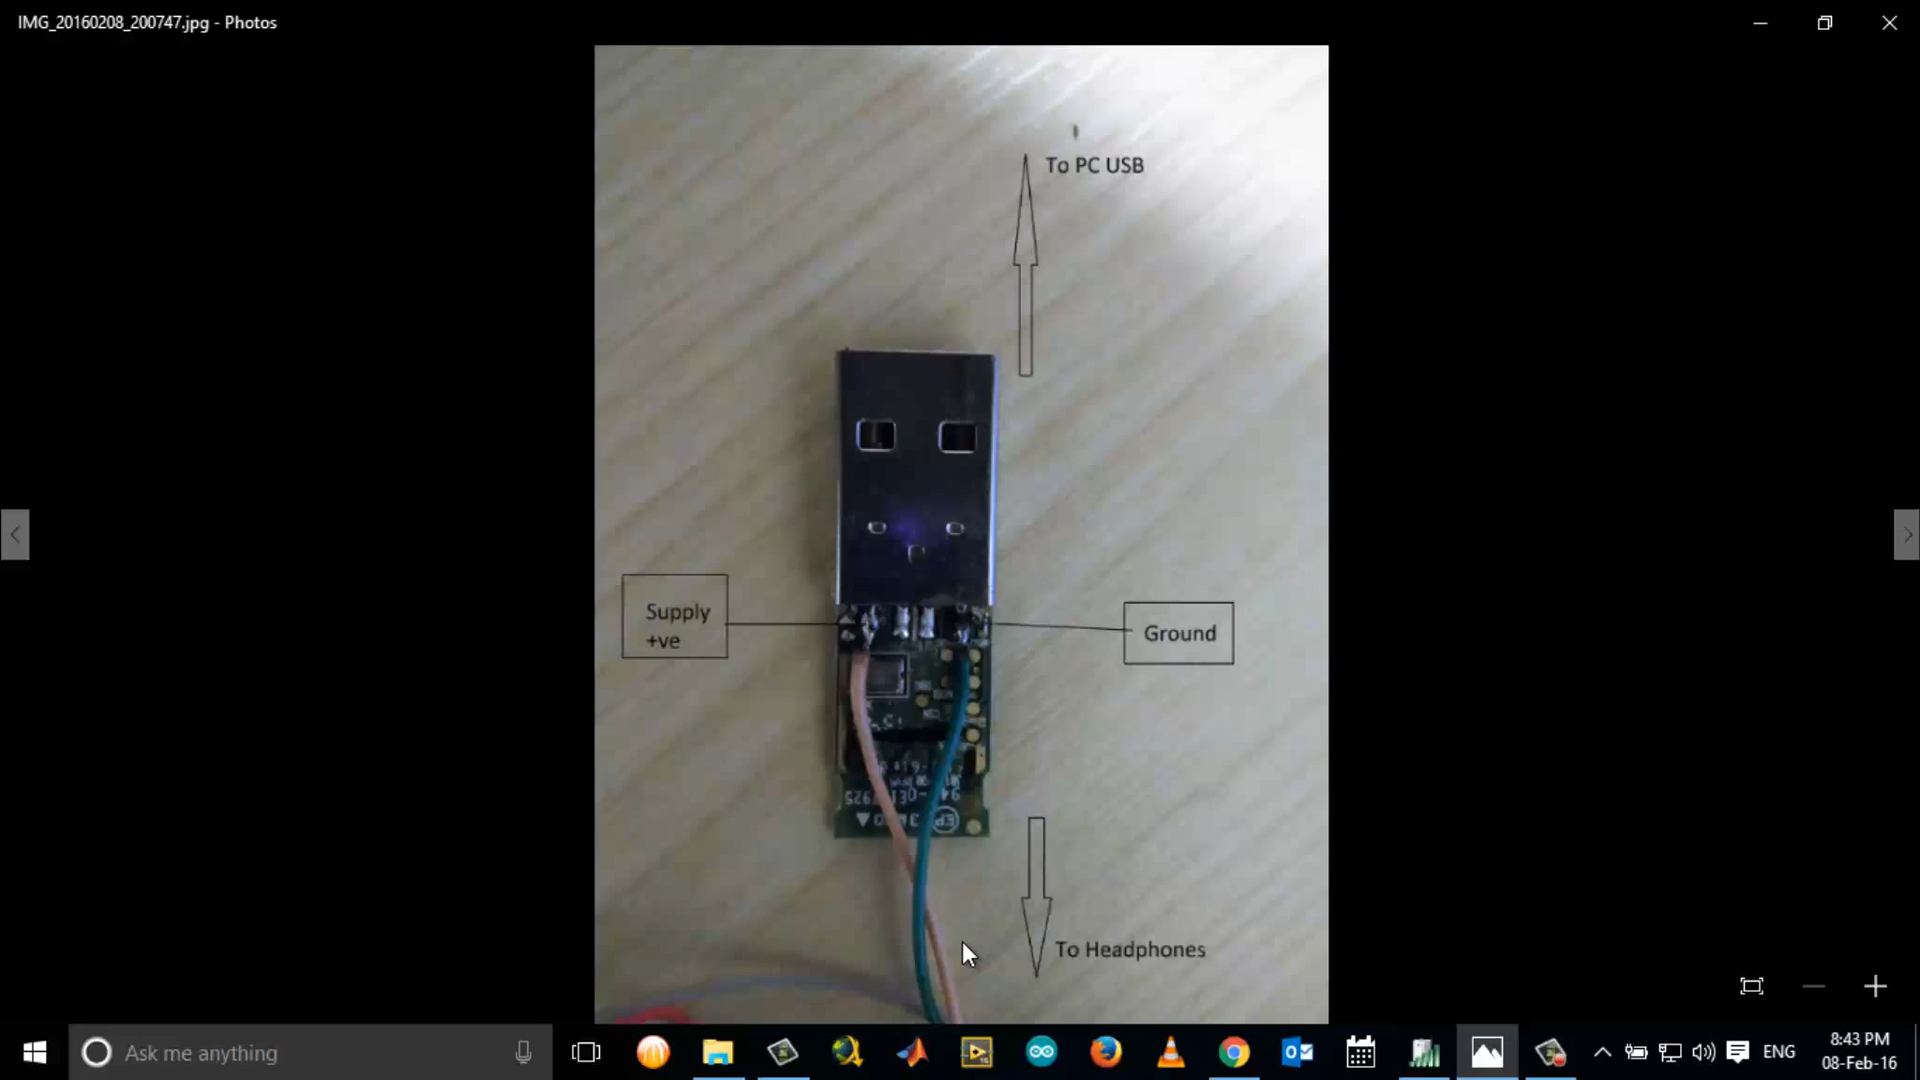 IMG_20160208_200747.jpg - Photos
To PC USB
Supply
+ve
Ground
To Headphones
Ask me anything
ENG
8:43 PM
08-Feb-16